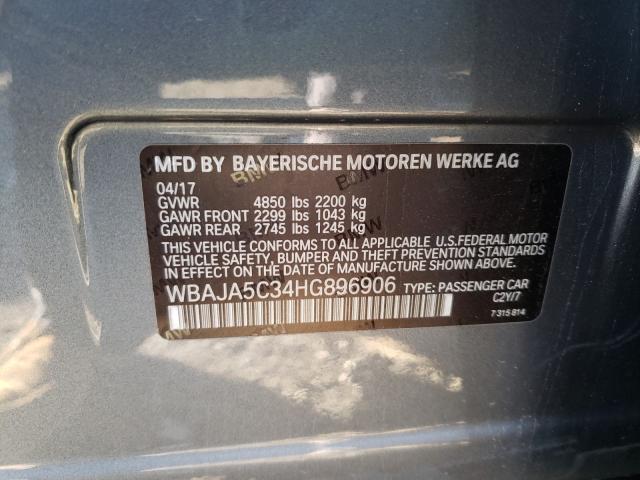 MFD BY BAYERISCHE MOTOREN WERKE AG
04/17
GVWR 4850 lbs 2200 kg
GAWR FRONT 2299 lbs 1043 kg
GAWR REAR 2745 lbs 1245 kg
THIS VEHICLE CONFORMS TO ALL APPLICABLE U.S.FEDERAL MOTOR
VEHICLE SAFETY, BUMPER AND THEFT PREVENTION STANDARDS
IN EFFECT ON THE DATE OF MANUFACTURE SHOWN ABOVE.
WBAJA5C34HG896906 TYPE: PASSENGER CAR
C2Y/7
7 315 814